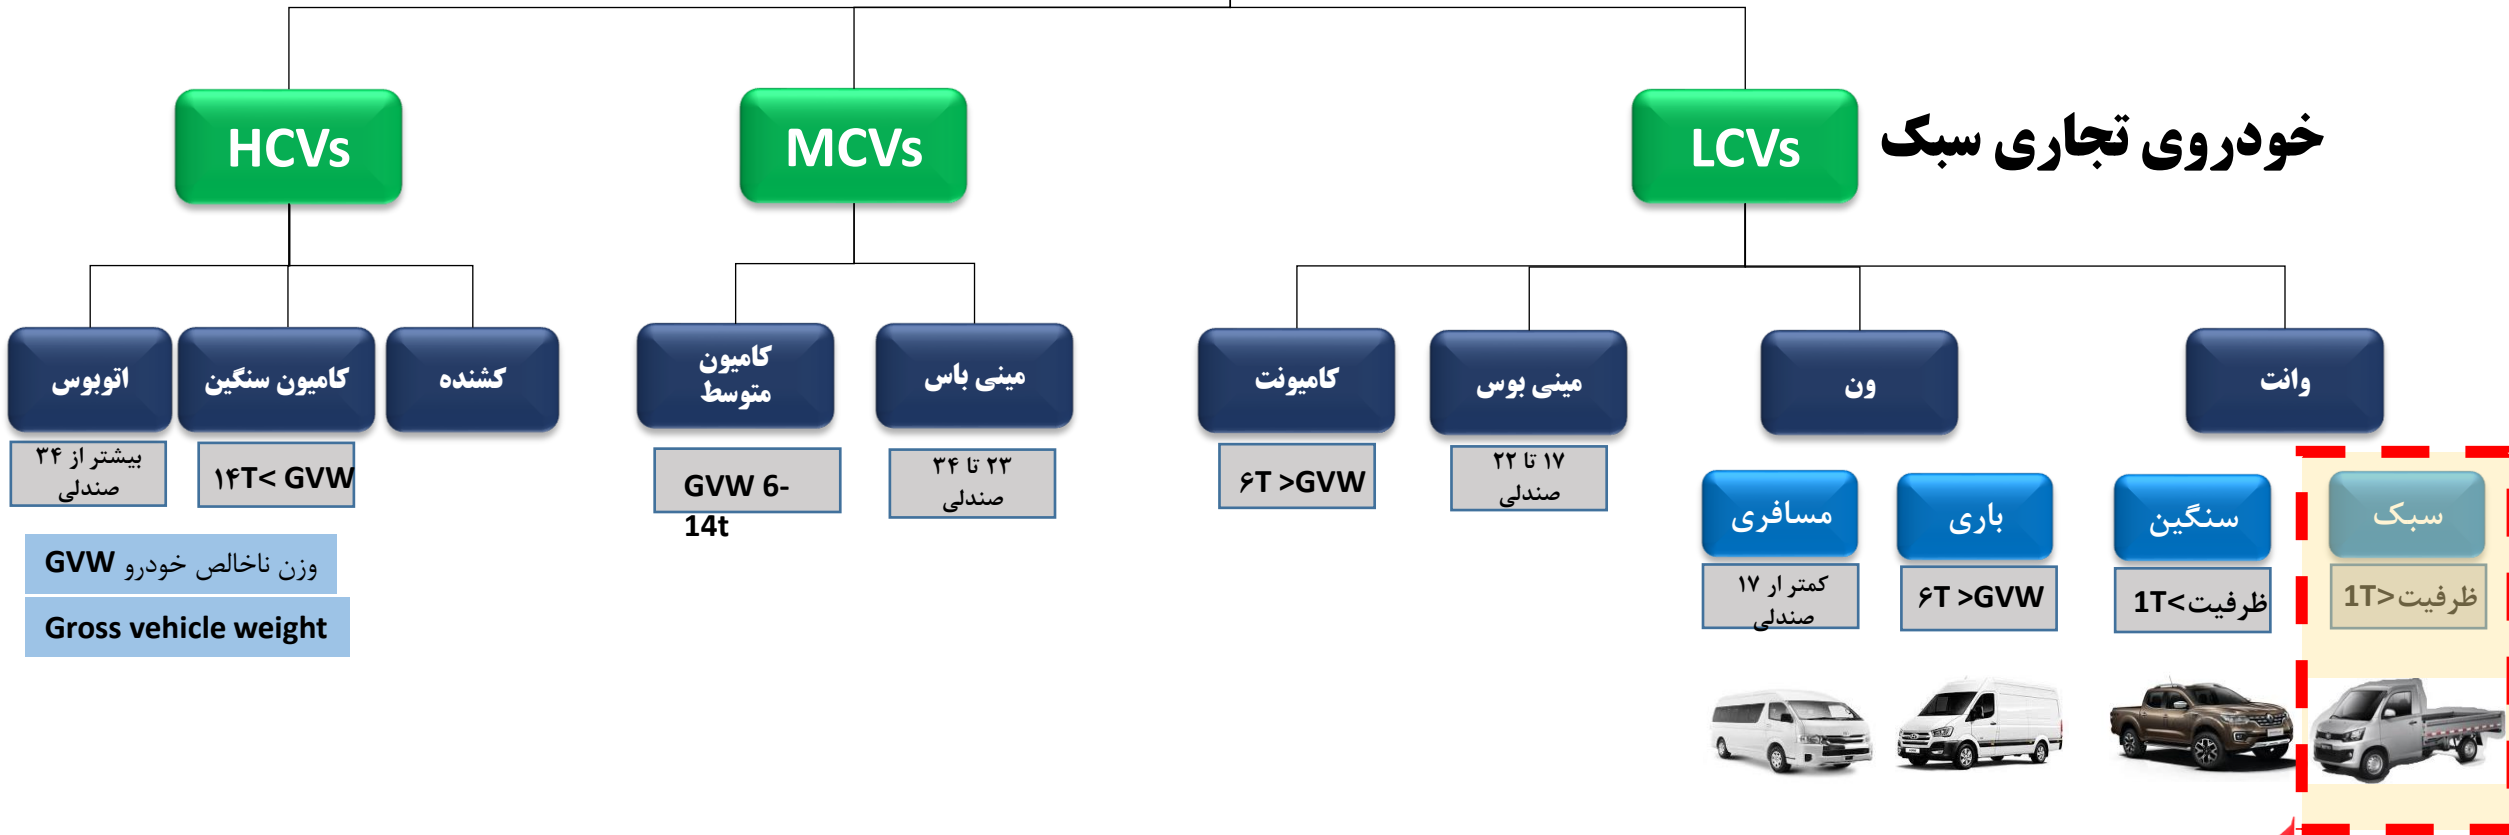 خودروی تجاری سبک
LCVs
MCVs
HCVs
وانت
ون
مینی بوس
کامیونت
مینی باس
کامیون
متوسط
کشنده
کامیون سنگین
اتوبوس
۱۷ تا ۲۲
صندلی
۶T >GVW
۲۳ تا ۳۴
صندلی
GVW 6-
14t
۱۴T< GVW
بیشتر از ۳۴
صندلی
سبک
سنگین
باری
مسافری
ظرفیت>1T
ظرفیت<1T
۶T >GVW
کمتر ار ۱۷
صندلی
وزن ناخالص خودرو GVW
Gross vehicle weight